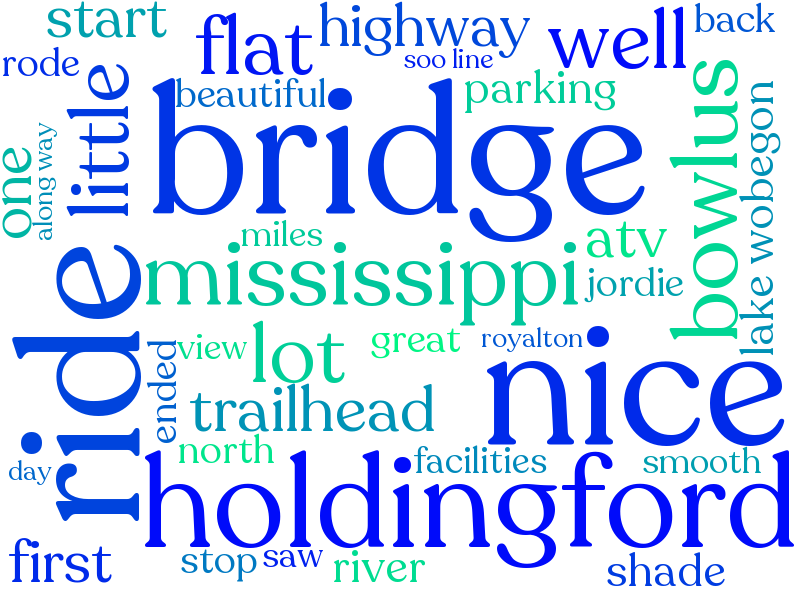 start
flat
highway
well
back
rode
soo line
little
beautiful
parking
bridge
bowlus
one
along way
lake wobegon
miles
atv
mississippi
jordie
ride
view
lot
great
royalton
nice
ended
trailhead
north
facilities
smooth
day
holdingford
first
stop
saw
river
shade